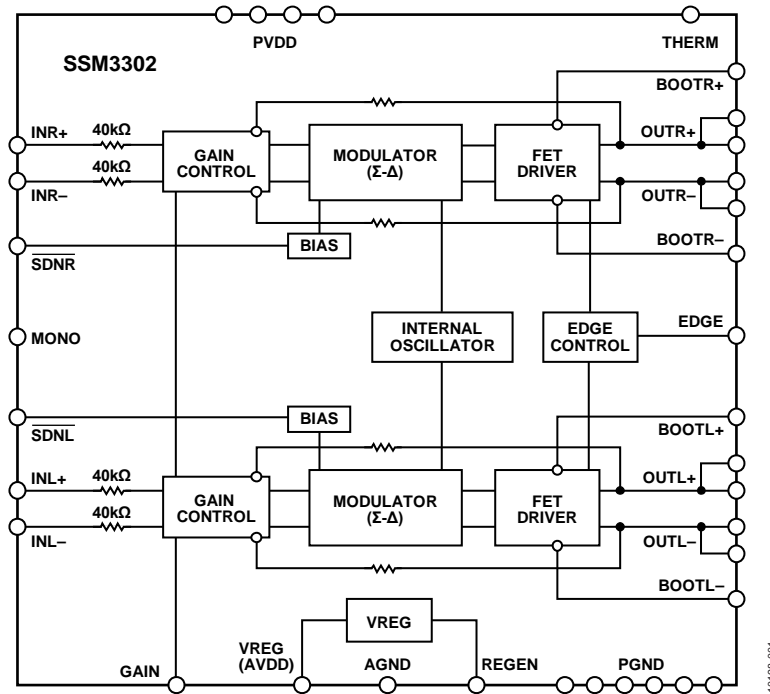 PVDD
THERM
SSM3302
BOOTR+
INR+
40kΩ
GAIN
CONTROL
MODULATOR
(Σ-Δ)
FET
DRIVER
OUTR+
40kΩ
INR–
OUTR–
BIAS
SDNR
BOOTR–
MONO
INTERNAL
OSCILLATOR
EDGE
CONTROL
EDGE
SDNL
BIAS
BOOTL+
INL+
40kΩ
GAIN
CONTROL
MODULATOR
(Σ-Δ)
FET
DRIVER
OUTL+
40kΩ
INL–
OUTL–
BOOTL–
VREG
GAIN
VREG
(AVDD)
AGND
REGEN
PGND